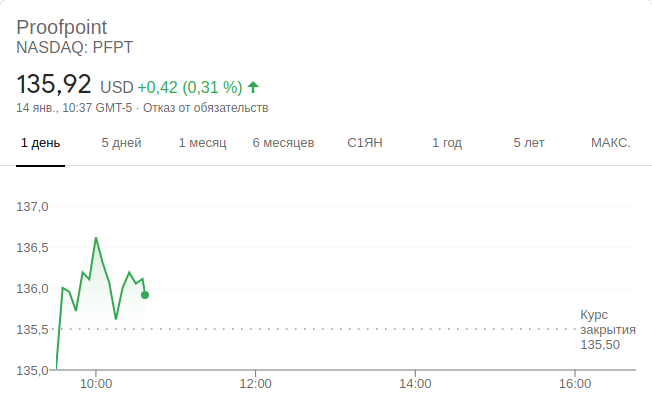 Proofpoint
NASDAQ: PFPT
135,92 USD +0,42 (0,31 %)
14 янв., 10:37 GMT-5 · Отказ от обязательств
1 день 5 дней 1 месяц 6 месяцев С1ЯН 1 год 5 лет МАКС.
137,0
136,5
136,0
135,5
135,0
Курс
закрытия
135,50
10:00 12:00 14:00 16:00